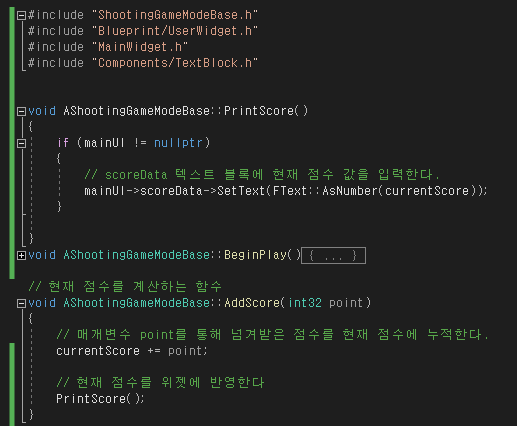 #include "ShootingGameModeBase.h"
#include "Blueprint/UserWidget.h"
#include "MainWidget.h"
#include "Components/TextBlock.h"
void AShootingGameModeBase::PrintScore()
{
if (mainUI != nullptr)
{
// scoreData 텍스트 블록에 현재 점수 값을 입력한다.
mainUI->scoreData->SetText(FText::AsNumber(currentScore));
}
}
void AShootingGameModeBase::BeginPlay(){ ... }
// 현재 점수를 계산하는 함수
void AShootingGameModeBase::AddScore(int32 point)
{
// 매개변수 point를 통해 넘겨받은 점수를 현재 점수에 누적한다.
currentScore += point;
// 현재 점수를 위젯에 반영한다
PrintScore();
}